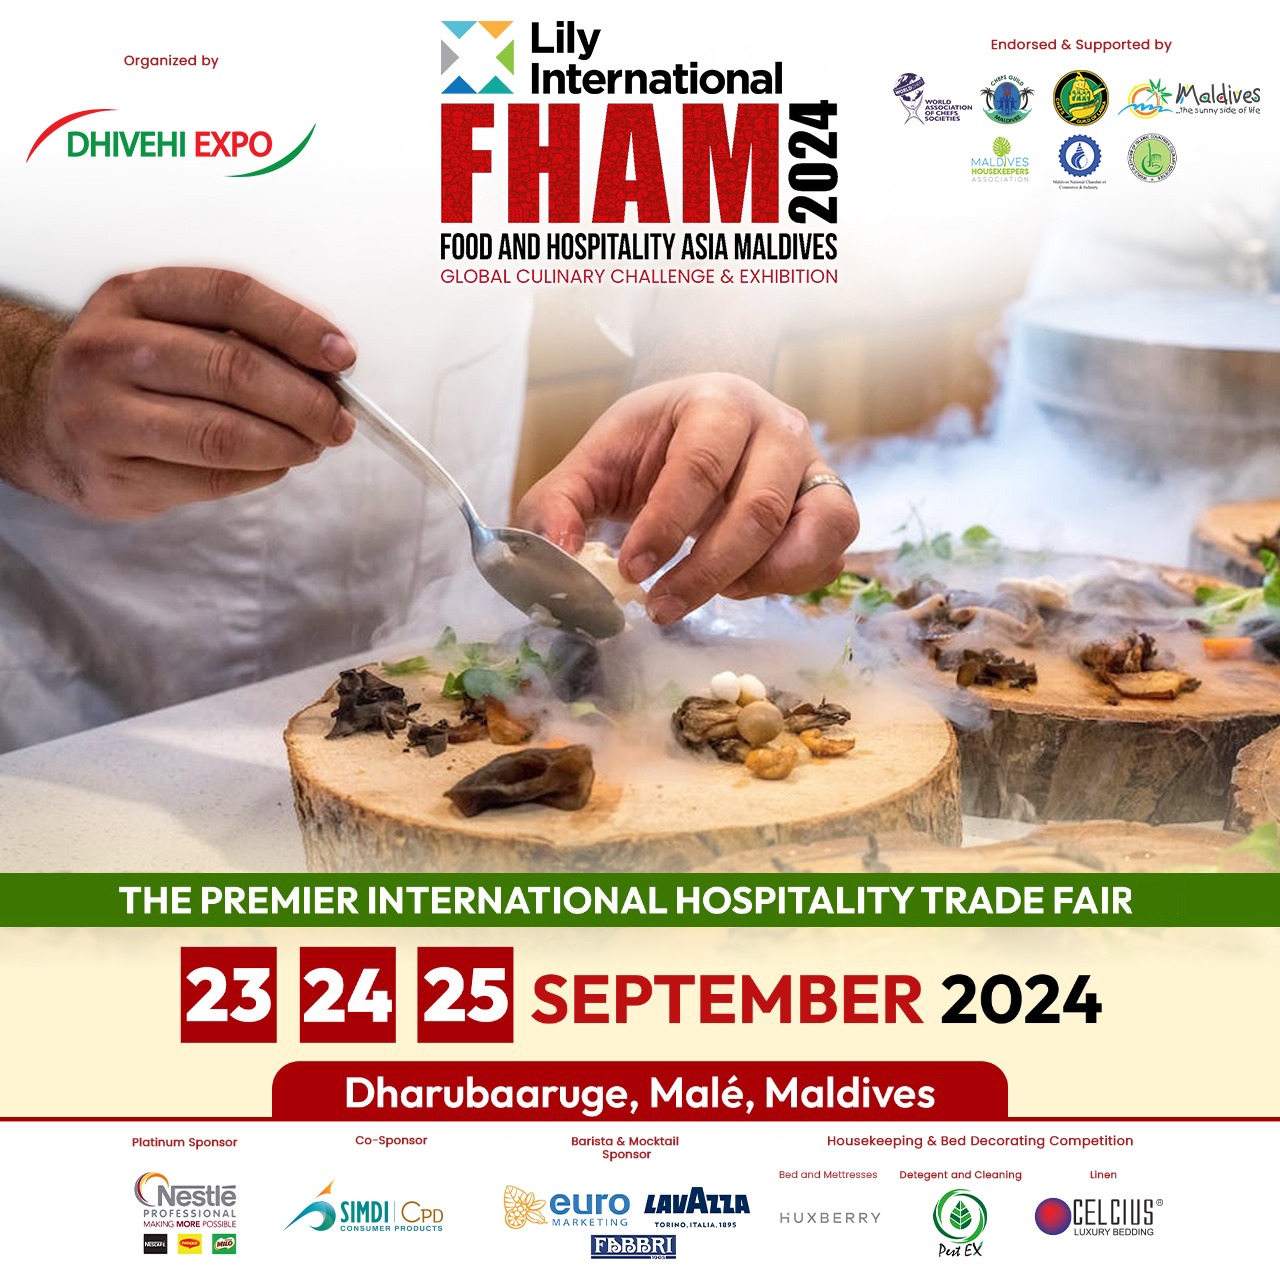 Organized by
DHIVEHI EXPO
Lily
International
FHAM 2024
FOOD AND HOSPITALITY ASIA MALDIVES
GLOBAL CULINARY CHALLENGE & EXHIBITION
Endorsed & Supported by
WORLD
ASSOCIATION
OF CHEFS
SOCIETIES
CHEFS GUILD
MALDIVES
Maldives
...the sunny side of life
MALDIVES
HOUSEKEEPERS
ASSOCIATION
Maldives National Chamber of
Commerce & Industry
THE PREMIER INTERNATIONAL HOSPITALITY TRADE FAIR
23 24 25 SEPTEMBER 2024
Dharubaaruge, Malé, Maldives
Platinum Sponsor
Nestlé
PROFESSIONAL
MAKING MORE POSSIBLE
NESCAFÉ MAGGI MILO
Co-Sponsor
SIMDI | CPD
CONSUMER PRODUCTS
Barista & Mocktail
Sponsor
euro
MARKETING
LAVAZZA
TORINO, ITALIA, 1895
FABBRI
1905
Housekeeping & Bed Decorating Competition
Bed and Mettresses
HUXBERRY
Detegent and Cleaning
Pest EX
Linen
CELCIUS®
LUXURY BEDDING